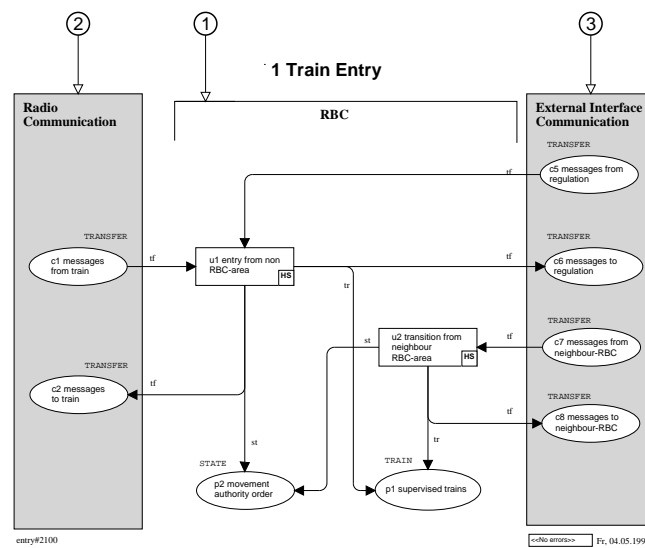 2
1
3
1 Train Entry
Radio
Communication
RBC
External Interface
Communication
TRANSFER
c5 messages from
regulation
tf
TRANSFER
c1 messages
from train
tf
u1 entry from non
RBC-area
HS
tf
TRANSFER
c6 messages to
regulation
tr
st
u2 transition from
neighbour
RBC-area
HS
tf
TRANSFER
c7 messages from
neighbour-RBC
TRANSFER
c2 messages
to train
tf
TRANSFER
c8 messages to
neighbour-RBC
tf
st
tr
STATE
p2 movement
authority order
TRAIN
p1 supervised trains
entry#2100
<<No errors>>
Fr, 04.05.199